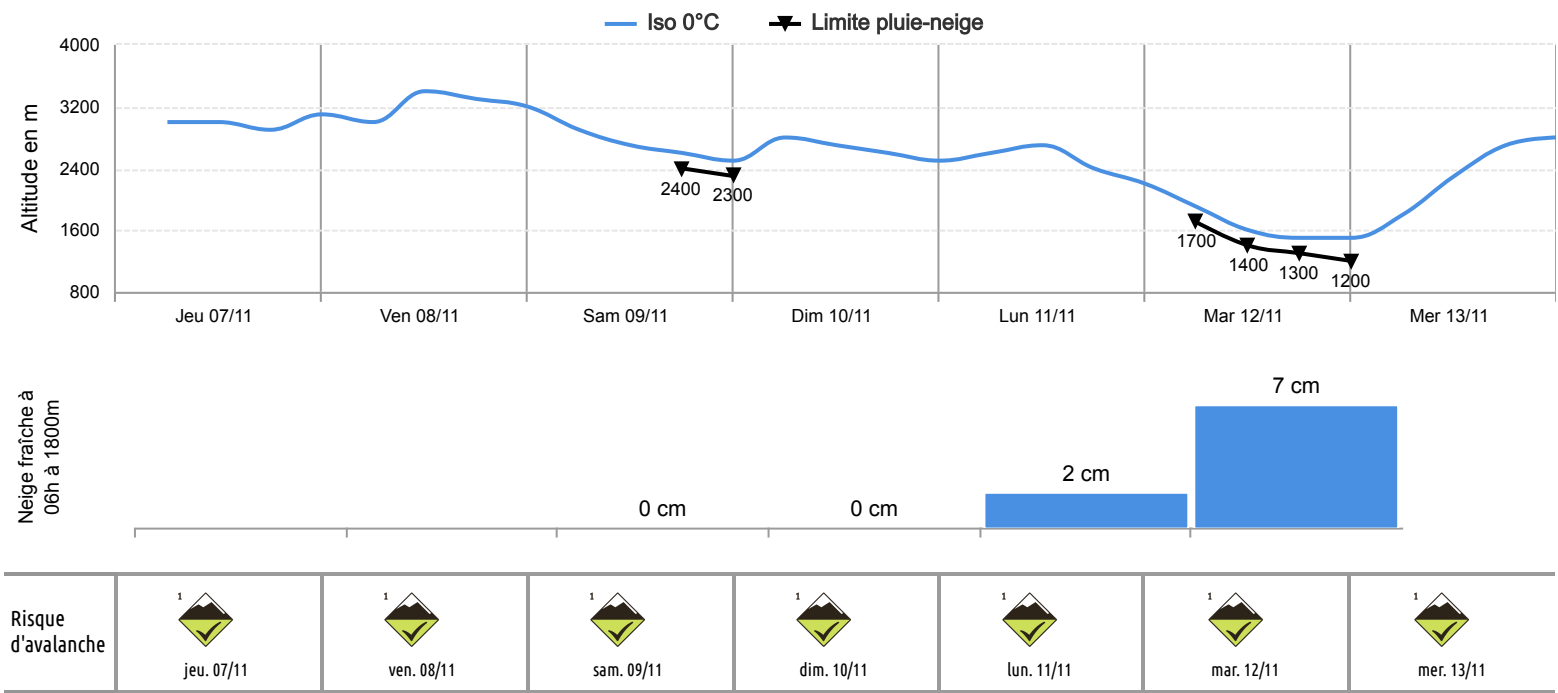 Iso 0°C
Limite pluie-neige
Altitude en m
4000
3200
2400
1600
800
2400
2300
1700
1400
1300
1200
Jeu 07/11
Ven 08/11
Sam 09/11
Dim 10/11
Lun 11/11
Mar 12/11
Mer 13/11
Neige fraîche à
06h à 1800m
0 cm
0 cm
2 cm
7 cm
Risque
d'avalanche
1
jeu. 07/11
1
ven. 08/11
1
sam. 09/11
1
dim. 10/11
1
lun. 11/11
1
mar. 12/11
1
mer. 13/11